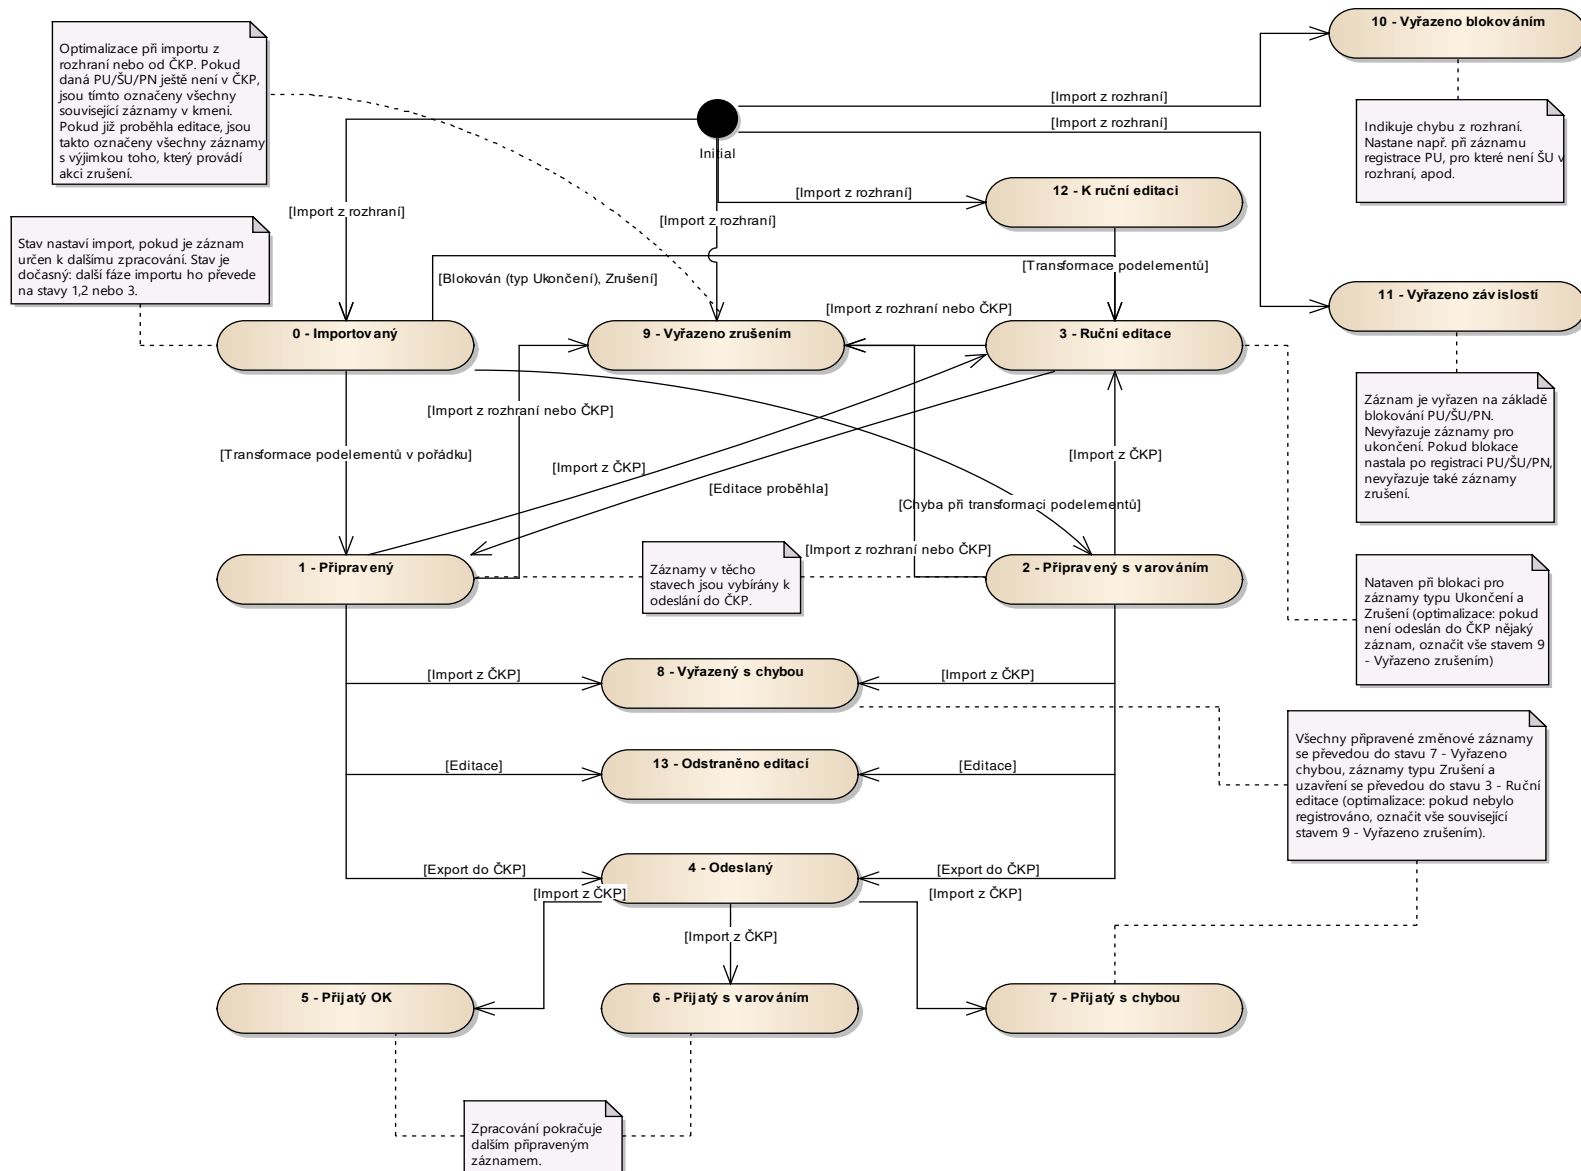 10 - Vyřazeno blokováním
Optimalizace při importu z
rozhraní nebo od ČKP. Pokud
daná PU/ŠU/PN ještě není v ČKP,
jsou tímto označeny všechny
související záznamy v kmeni.
Pokud již proběhla editace, jsou
takto označeny všechny záznamy
s výjimkou toho, který provádí
akci zrušení.
[Import z rozhraní]
[Import z rozhraní]
Initial
Indikuje chybu z rozhraní.
Nastane např. při záznamu
registrace PU, pro které není ŠU v
rozhraní, apod.
12 - K ruční editaci
[Import z rozhraní]
[Import z rozhraní]
[Import z rozhraní]
Stav nastaví import, pokud je záznam
určen k dalšímu zpracování. Stav je
dočasný: další fáze importu ho převede
na stavy 1,2 nebo 3.
[Blokován (typ Ukončení), Zrušení]
[Transformace podelementů]
11 - Vyřazeno závislostí
[Import z rozhraní nebo ČKP]
0 - Importovaný
9 - Vyřazeno zrušením
3 - Ruční editace
Záznam je vyřazen na základě
blokování PU/ŠU/PN.
Nevyřazuje záznamy pro
ukončení. Pokud blokace
nastala po registraci PU/ŠU/PN,
nevyřazuje také záznamy
zrušení.
[Import z rozhraní nebo ČKP]
[Transformace podelementů v pořádku]
[Import z ČKP]
[Import z ČKP]
[Editace proběhla]
[Chyba při transformaci podelementů]
[Import z rozhraní nebo ČKP]
1 - Připravený
Záznamy v těcho
stavech jsou vybírány k
odeslání do ČKP.
2 - Připravený s varováním
Nataven při blokaci pro
záznamy typu Ukončení a
Zrušení (optimalizace: pokud
není odeslán do ČKP nějaký
záznam, označit vše stavem 9
- Vyřazeno zrušením)
[Import z ČKP]
8 - Vyřazený s chybou
[Import z ČKP]
Všechny připravené změnové záznamy
se převedou do stavu 7 - Vyřazeno
chybou, záznamy typu Zrušení a
uzavření se převedou do stavu 3 - Ruční
editace (optimalizace: pokud nebylo
registrováno, označit vše související
stavem 9 - Vyřazeno zrušením).
[Editace]
13 - Odstraněno editací
[Editace]
[Export do ČKP]
4 - Odeslaný
[Export do ČKP]
[Import z ČKP]
[Import z ČKP]
[Import z ČKP]
5 - Přijatý OK
6 - Přijatý s varováním
7 - Přijatý s chybou
Zpracování pokračuje
dalším připraveným
záznamem.